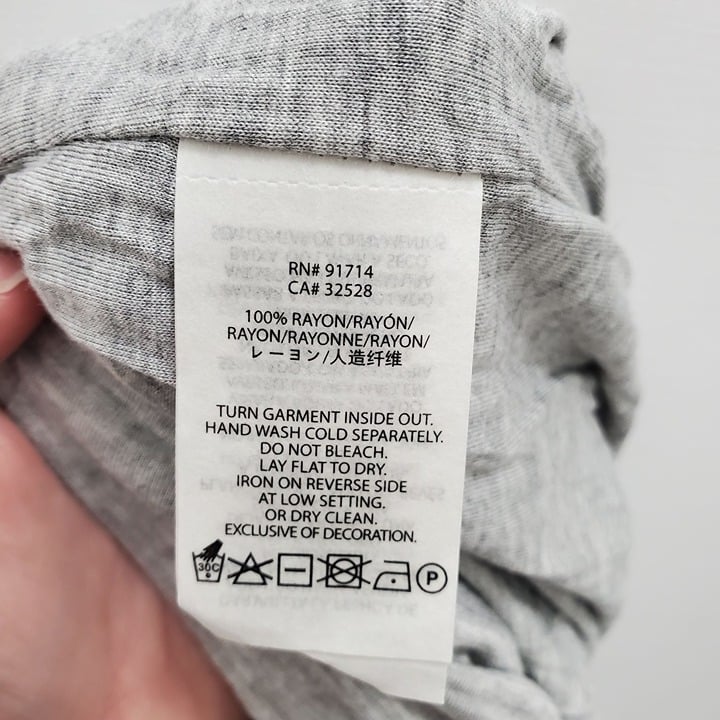 RN# 91714
CA# 32528
100% RAYON/RAYÓN/
RAYON/RAYONNE/RAYON/
レーヨン/人造纤维
TURN GARMENT INSIDE OUT.
HAND WASH COLD SEPARATELY.
DO NOT BLEACH.
LAY FLAT TO DRY.
IRON ON REVERSE SIDE
AT LOW SETTING.
OR DRY CLEAN.
EXCLUSIVE OF DECORATION.
30C P